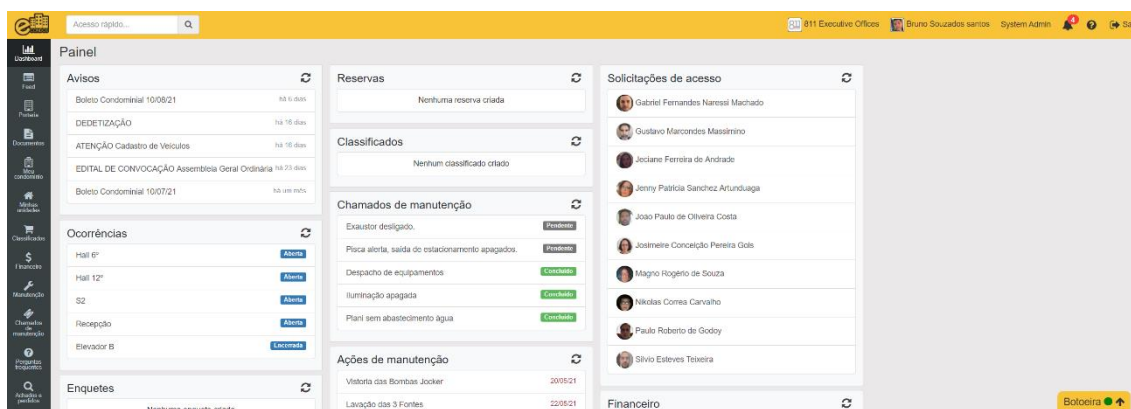 Acesso rápido...
811 Executive Offices
Bruno Souzados santos
System Admin
4
Sa
Dashboard
Feed
Portaria
Documentos
Meu condomínio
Minhas unidades
Classificados
Financeiro
Manutenção
Chamados de manutenção
Perguntas frequentes
Achados e perdidos
Painel
Avisos
Boleto Condominial 10/08/21 há 6 dias
DEDETIZAÇÃO há 16 dias
ATENÇÃO Cadastro de Veículos há 16 dias
EDITAL DE CONVOCAÇÃO Assembleia Geral Ordinária há 23 dias
Boleto Condominial 10/07/21 há um mês
Ocorrências
Hall 6º Aberta
Hall 12º Aberta
S2 Aberta
Recepção Aberta
Elevador B Encerrada
Enquetes
Nenhuma enquete criada
Reservas
Nenhuma reserva criada
Classificados
Nenhum classificado criado
Chamados de manutenção
Exaustor desligado. Pendente
Pisca alerta, saída do estacionamento apagados. Pendente
Despacho de equipamentos Concluído
Iluminação apagada Concluído
Plani sem abastecimento água Concluído
Ações de manutenção
Vistoria das Bombas Jocker 20/05/21
Lavação das 3 Fontes 22/05/21
Solicitações de acesso
Gabriel Fernandes Naressi Machado
Gustavo Marcondes Massimino
Jeciane Ferreira de Andrade
Jenny Patricia Sanchez Artunduaga
Joao Paulo de Oliveira Costa
Josimeire Conceição Pereira Gois
Magno Rogério de Souza
Nikolas Correa Carvalho
Paulo Roberto de Godoy
Silvio Esteves Teixeira
Financeiro
Botoeira